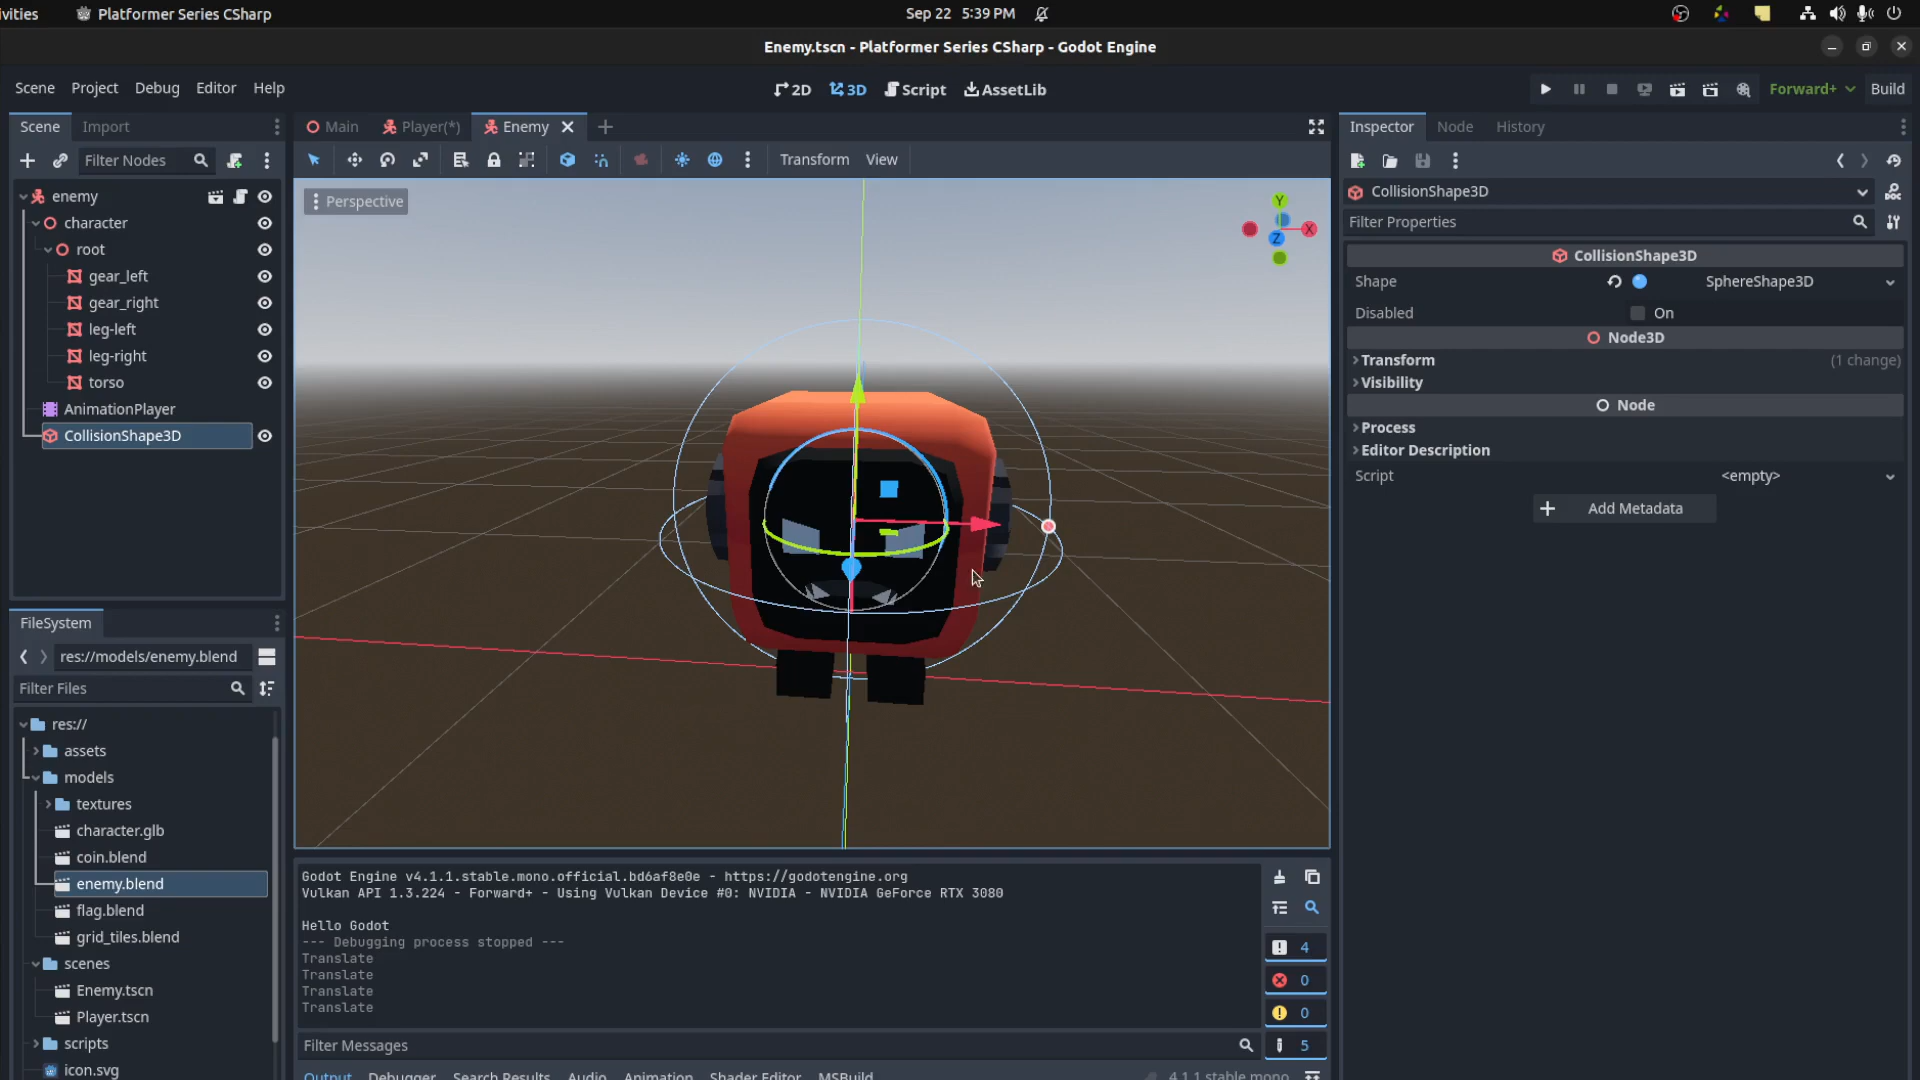 ivities
Platformer Series CSharp
Sep 22 5:39 PM
Enemy.tscn - Platformer Series CSharp - Godot Engine
Scene Project Debug Editor Help
2D 3D Script AssetLib
Forward+ Build
Scene Import
Main Player(*) Enemy
Inspector Node History
Filter Nodes
Transform View
enemy
character
root
gear_left
gear_right
leg-left
leg-right
torso
AnimationPlayer
CollisionShape3D
Perspective
Y
X
Z
CollisionShape3D
Filter Properties
CollisionShape3D
Shape SphereShape3D
Disabled On
Node3D
Transform (1 change)
Visibility
Node
Process
Editor Description
Script <empty>
Add Metadata
FileSystem
res://models/enemy.blend
Filter Files
res://
assets
models
textures
character.glb
coin.blend
enemy.blend
flag.blend
grid_tiles.blend
scenes
Enemy.tscn
Player.tscn
scripts
icon.svg
Godot Engine v4.1.1.stable.mono.official.bd6af8e0e - https://godotengine.org
Vulkan API 1.3.224 - Forward+ - Using Vulkan Device #0: NVIDIA - NVIDIA GeForce RTX 3080
Hello Godot
--- Debugging process stopped ---
Translate
Translate
Translate
Translate
4
0
0
5
Filter Messages
Output Debugger Search Results Audio Animation Shader Editor MSBuild
4.1.1.stable.mono